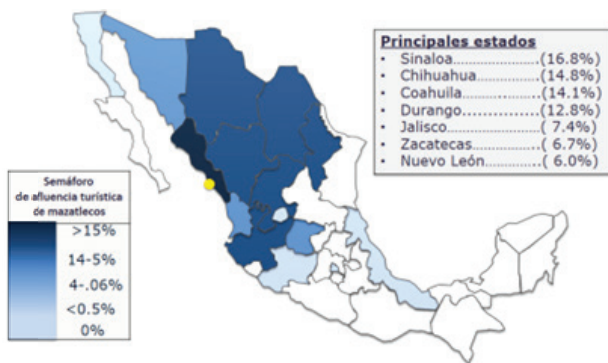 Principales estados
▪ Sinaloa......................(16.8%)
▪ Chihuahua................(14.8%)
▪ Coahuila....................(14.1%)
▪ Durango....................(12.8%)
▪ Jalisco.......................( 7.4%)
▪ Zacatecas.................( 6.7%)
▪ Nuevo León..............( 6.0%)
Semáforo
de afluencia turística
de mazatlecos
>15%
14-5%
4-.06%
<0.5%
0%